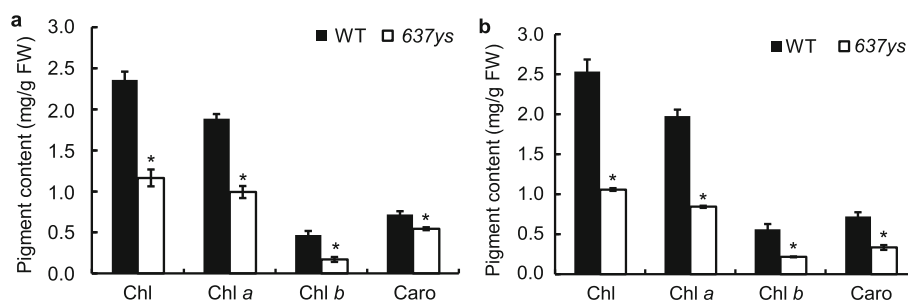 a
Pigment content (mg/g FW)
3.0
2.5
2.0
1.5
1.0
0.5
0.0
WT 637ys
* * * *
Chl Chl a Chl b Caro
b
Pigment content (mg/g FW)
3.0
2.5
2.0
1.5
1.0
0.5
0.0
WT 637ys
* * * *
Chl Chl a Chl b Caro